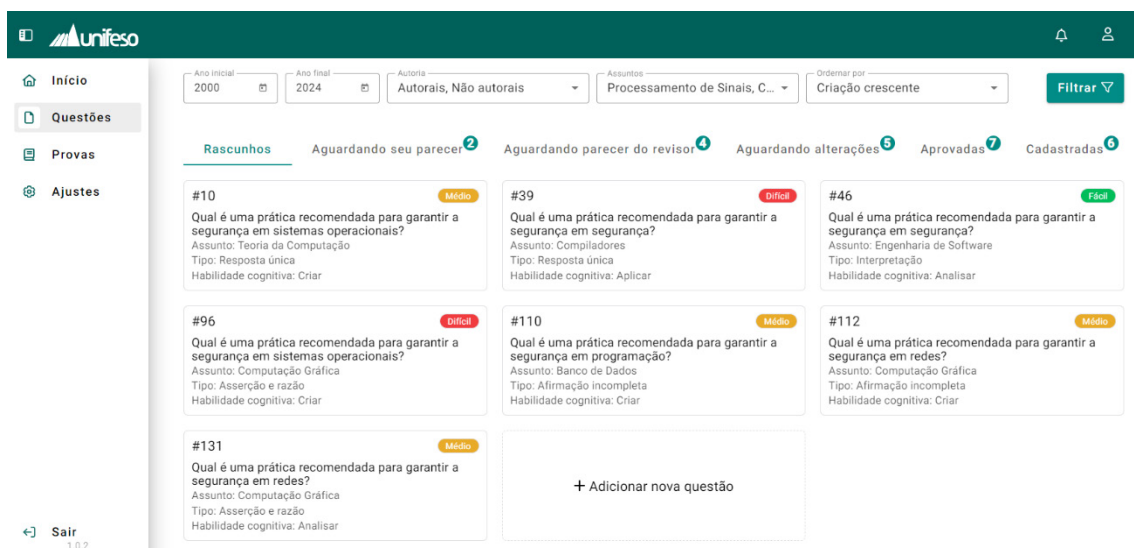 unifeso
Início
Questões
Provas
Ajustes
Sair
1.0.2
Ano inicial
2000
Ano final
2024
Autoria
Autorais, Não autorais
Assuntos
Processamento de Sinais, C...
Ordernar por
Criação crescente
Filtrar
Rascunhos
Aguardando seu parecer 2
Aguardando parecer do revisor 4
Aguardando alterações 5
Aprovadas 7
Cadastradas 6
#10 Médio
Qual é uma prática recomendada para garantir a
segurança em sistemas operacionais?
Assunto: Teoria da Computação
Tipo: Resposta única
Habilidade cognitiva: Criar
#39 Difícil
Qual é uma prática recomendada para garantir a
segurança em segurança?
Assunto: Compiladores
Tipo: Resposta única
Habilidade cognitiva: Aplicar
#46 Fácil
Qual é uma prática recomendada para garantir a
segurança em segurança?
Assunto: Engenharia de Software
Tipo: Interpretação
Habilidade cognitiva: Analisar
#96 Difícil
Qual é uma prática recomendada para garantir a
segurança em sistemas operacionais?
Assunto: Computação Gráfica
Tipo: Asserção e razão
Habilidade cognitiva: Criar
#110 Médio
Qual é uma prática recomendada para garantir a
segurança em programação?
Assunto: Banco de Dados
Tipo: Afirmação incompleta
Habilidade cognitiva: Criar
#112 Médio
Qual é uma prática recomendada para garantir a
segurança em redes?
Assunto: Computação Gráfica
Tipo: Afirmação incompleta
Habilidade cognitiva: Criar
#131 Médio
Qual é uma prática recomendada para garantir a
segurança em redes?
Assunto: Computação Gráfica
Tipo: Asserção e razão
Habilidade cognitiva: Analisar
+ Adicionar nova questão